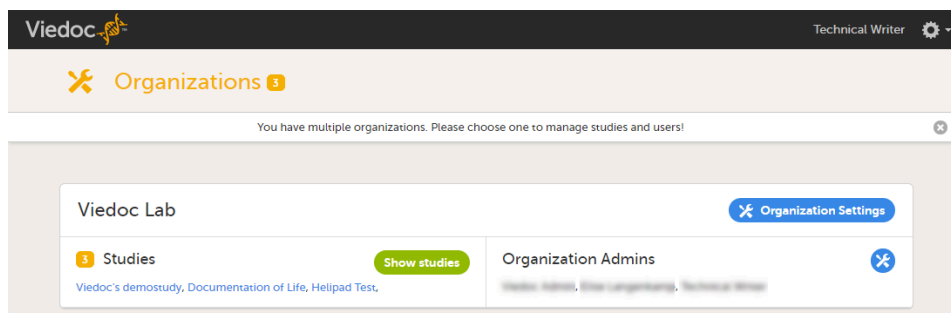 Viedoc™
Technical Writer
Organizations 3
You have multiple organizations. Please choose one to manage studies and users!
Viedoc Lab
Organization Settings
3 Studies
Show studies
Organization Admins
Viedoc's demostudy, Documentation of Life, Helipad Test,